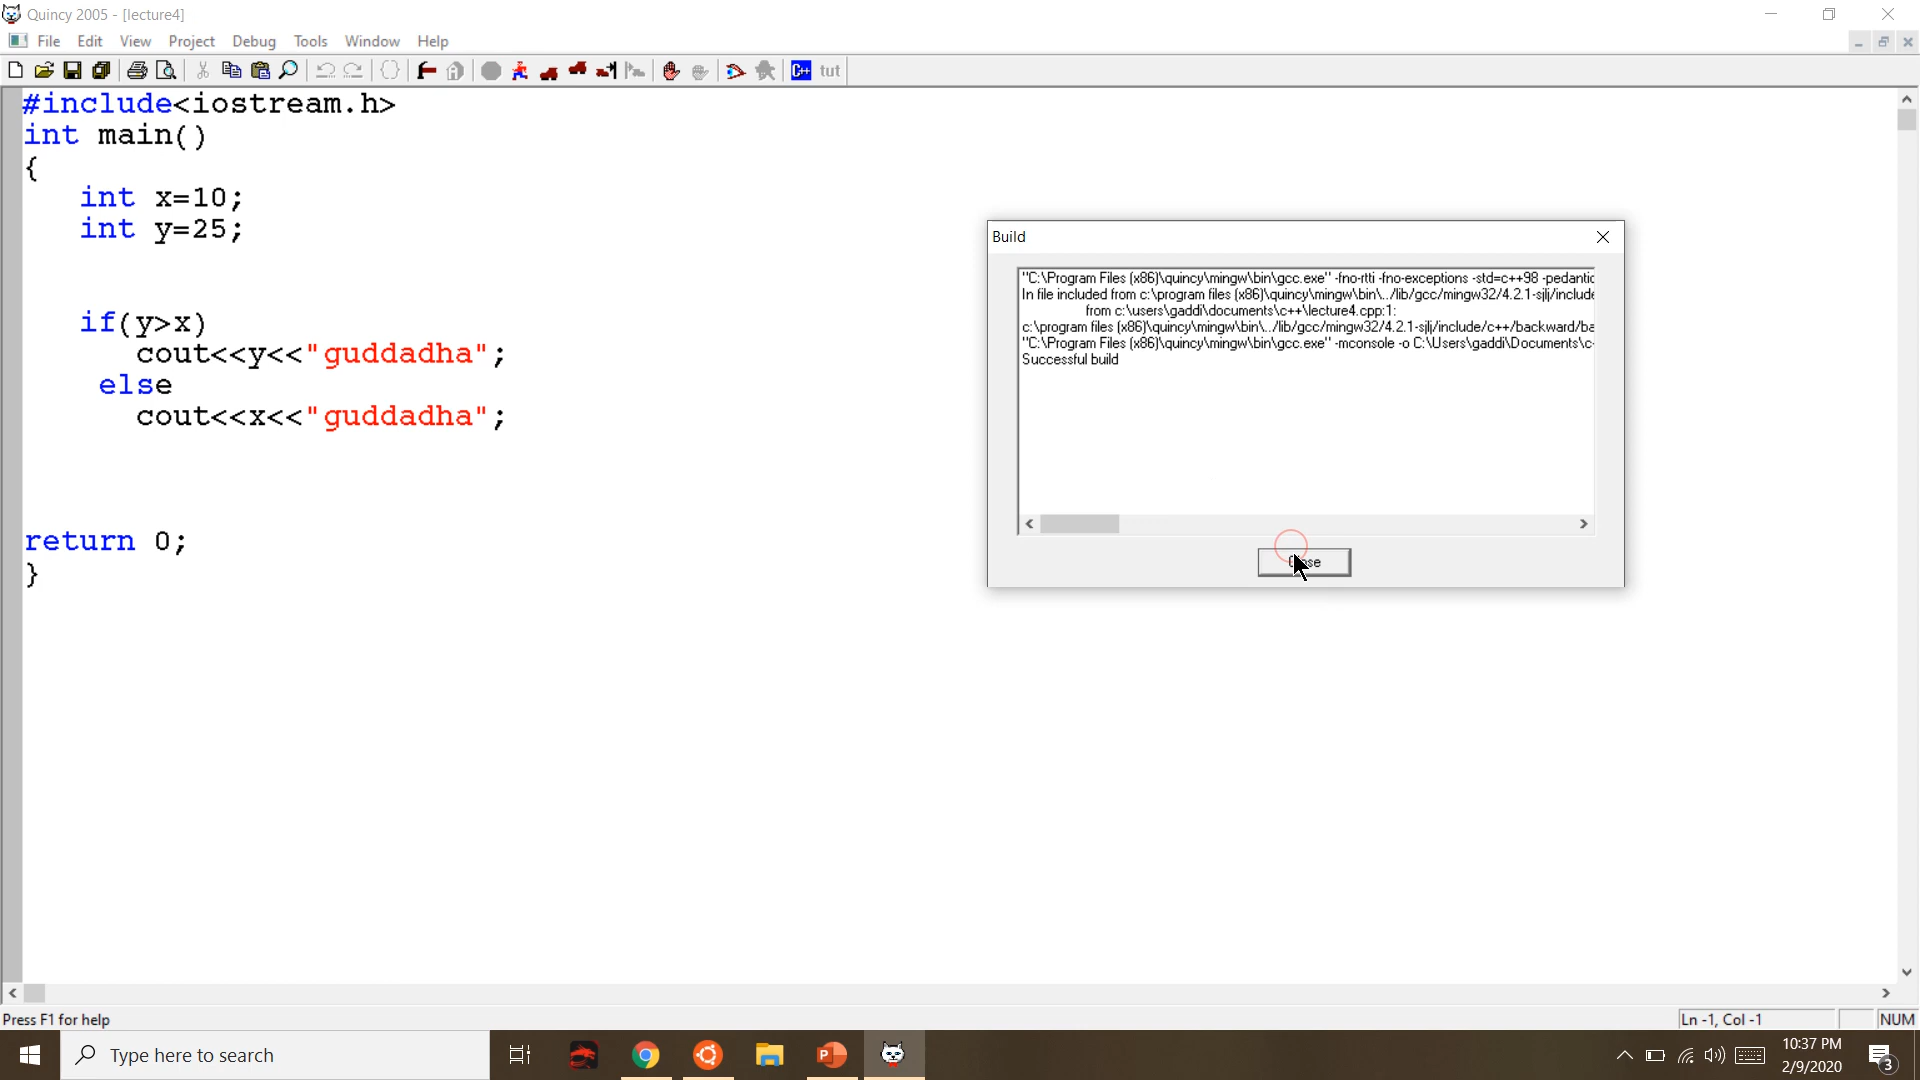 Quincy 2005 - [lecture4]
File Edit View Project Debug Tools Window Help
C++ tut
#include<iostream.h>
int main()
{
int x=10;
int y=25;
if(y>x)
cout<<y<<"guddadha";
else
cout<<x<<"guddadha";
return 0;
}
Build
"C:\Program Files (x86)\quincy\mingw\bin\gcc.exe" -fno-rtti -fno-exceptions -std=c++98 -pedantic
In file included from c:\program files (x86)\quincy\mingw\bin\../lib/gcc/mingw32/4.2.1-sjlj/include
from c:\users\gaddi\documents\c++\lecture4.cpp:1:
c:\program files (x86)\quincy\mingw\bin\../lib/gcc/mingw32/4.2.1-sjlj/include/c++/backward/ba
"C:\Program Files (x86)\quincy\mingw\bin\gcc.exe" -mconsole -o C:\Users\gaddi\Documents\c
Successful build
Press F1 for help
Ln -1, Col -1
NUM
Type here to search
10:37 PM
2/9/2020
3